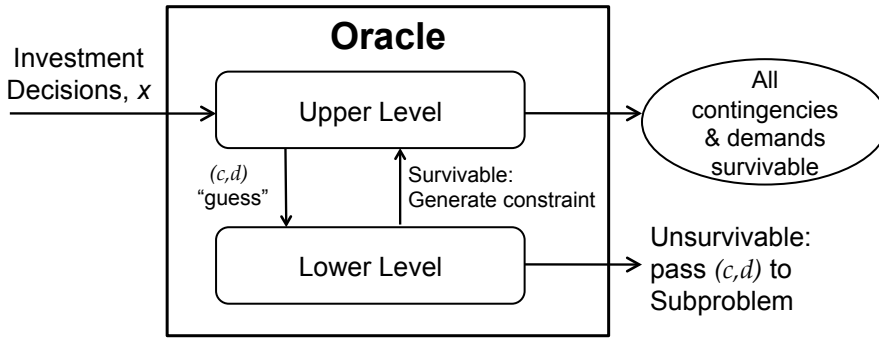 Oracle
Investment
Decisions, x
Upper Level
All
contingencies
& demands
survivable
(c,d)
“guess”
Survivable:
Generate constraint
Lower Level
Unsurvivable:
pass (c,d) to
Subproblem